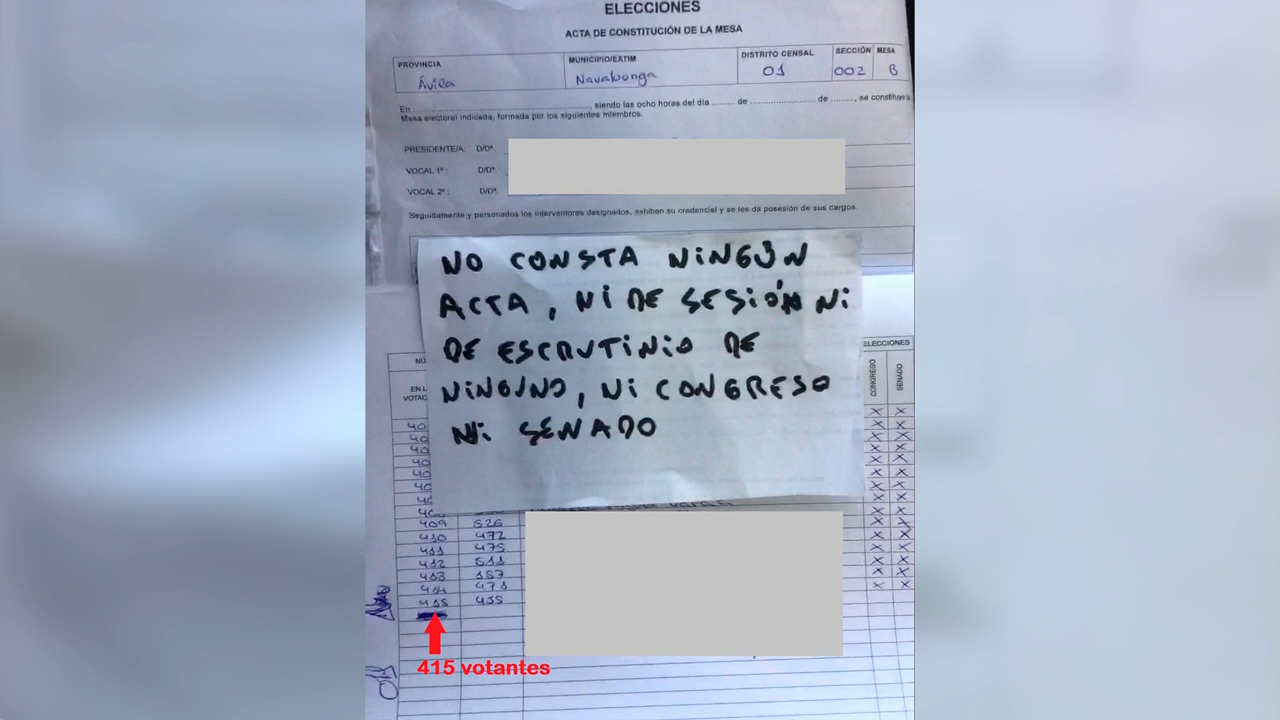 ELECCIONES
ACTA DE CONSTITUCIÓN DE LA MESA
PROVINCIA MUNICIPIO/EATIM DISTRITO CENSAL SECCIÓN MESA
Ávila Navaluenga 01 002 B
En ........, siendo las ocho horas del día ........ de ........ de ........, se constituye la
Mesa electoral indicada, formada por los siguientes miembros.
PRESIDENTE/A: D/Dª.
VOCAL 1º : D/Dª.
VOCAL 2º : D/Dª.
Seguidamente y personados los interventores designados, exhiben su credencial y se les da posesión de sus cargos.
NO CONSTA NINGÚN
ACTA, NI DE SESIÓN NI
DE ESCRUTINIO DE
NINGUNO, NI CONGRESO
NI SENADO
ELECCIONES
CONGRESO SENADO
409 526
410 472
411 475
412 511
413 157
414 471
415 435
415 votantes